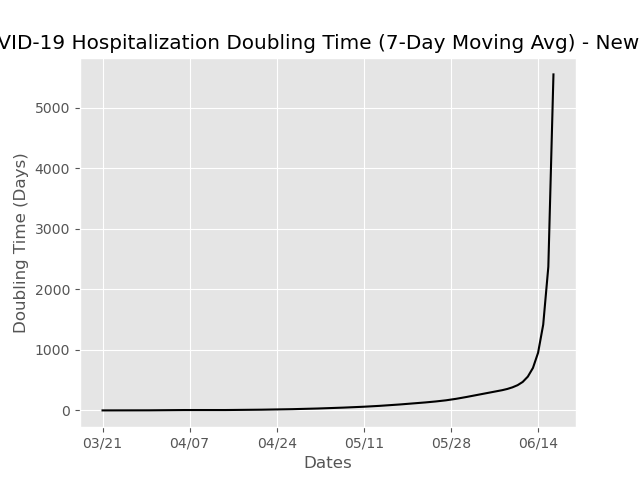 VID-19 Hospitalization Doubling Time (7-Day Moving Avg) - New
5000
4000
3000
2000
1000
0
Doubling Time (Days)
03/21 04/07 04/24 05/11 05/28 06/14
Dates